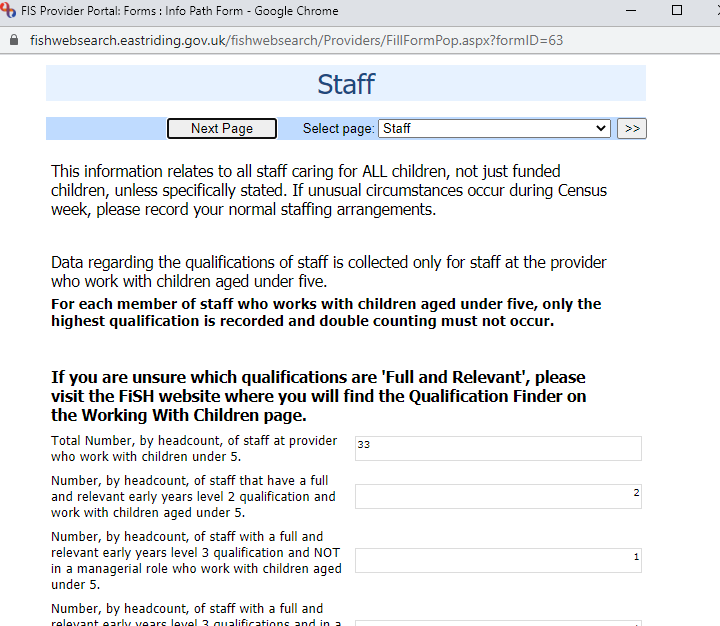 FIS Provider Portal: Forms : Info Path Form - Google Chrome
fishwebsearch.eastriding.gov.uk/fishwebsearch/Providers/FillFormPop.aspx?formID=63
Staff
Next Page Select page: Staff >>
This information relates to all staff caring for ALL children, not just funded
children, unless specifically stated. If unusual circumstances occur during Census
week, please record your normal staffing arrangements.
Data regarding the qualifications of staff is collected only for staff at the provider
who work with children aged under five.
For each member of staff who works with children aged under five, only the
highest qualification is recorded and double counting must not occur.
If you are unsure which qualifications are 'Full and Relevant', please
visit the FiSH website where you will find the Qualification Finder on
the Working With Children page.
Total Number, by headcount, of staff at provider
who work with children under 5.
33
Number, by headcount, of staff that have a full
and relevant early years level 2 qualification and
work with children aged under 5.
2
Number, by headcount, of staff with a full and
relevant early years level 3 qualification and NOT
in a managerial role who work with children aged
under 5.
1
Number, by headcount, of staff with a full and
relevant early years level 3 qualifications and in a